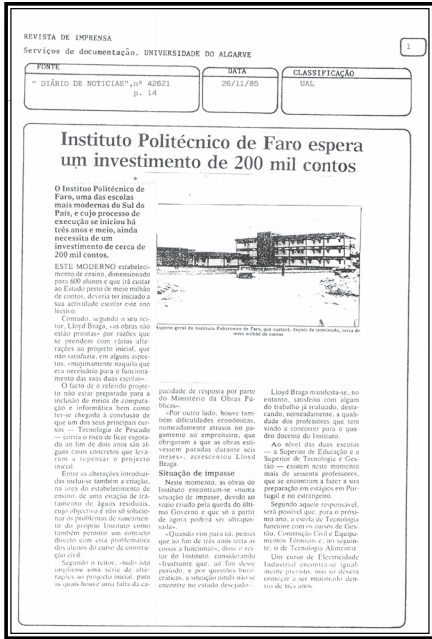 REVISTA DE IMPRENSA
Serviços de documentação. UNIVERSIDADE DO ALGARVE
1
FONTE
" DIÁRIO DE NOTICIAS",nº 42621
p. 14
DATA
26/11/85
CLASSIFICAÇÃO
UAL
Instituto Politécnico de Faro espera
um investimento de 200 mil contos
O Instituo Politécnico de
Faro, uma das escolas
mais modernas do Sul do
País, e cujo processo de
execução se iniciou há
três anos e meio, ainda
necessita de um
investimento de cerca de
200 mil contos.
ESTE MODERNO estabeleci-
mento de ensino, dimensionado
para 600 alunos e que irá custar
ao Estado perto de meio milhão
de contos, deveria ter iniciado a
sua actividade escolar este ano
lectivo.
Contudo, segundo o seu rei-
tor, Lloyd Braga, «as obras não
estão prontas» por razões que
se prendem com várias alte-
rações ao projecto inicial, que
não satisfazia, em alguns aspec-
tos, «minimamente naquilo que
era necessário para o funciona-
mento das suas duas escolas».
O facto de o referido projec-
to não estar preparado para a
inclusão de meios de computa-
ção e informática bem como
ter-se chegado à conclusão de
que um dos seus principais cur-
sos — Tecnologia de Pescado
— corria o risco de ficar esgota-
do ao fim de dois anos são al-
guns casos concretos que leva-
ram a repensar o projecto
inicial.
Entre as alterações introduzi-
das inclui-se também a criação,
na área do estabelecimento de
ensino, de uma estação de tra-
tamento de águas residuais,
cujo objectivo é não só solucio-
nar os problemas de saneamen-
to do próprio Instituto como
também permitir um contacto
directo com esta problemática
dos alunos do curso de constru-
ção civil.
Segundo o reitor, «tudo isto
implicou uma série de alte-
rações ao projecto inicial, para
as quais houve uma falta de ca-
Aspecto geral do Instituto Politécnico de Faro, que custará, depois de terminado, cerca de
meio milhão de contos
pacidade de resposta por parte
do Ministério da Obras Pú-
blicas».
«Por outro lado, houve tam-
bém dificuldades económicas,
nomeadamente atrasos no pa-
gamento ao empreiteiro, que
obrigaram a que as obras esti-
vessem paradas durante seis
meses», acrescentou Lloyd
Braga.
Situação de impasse
Neste momento, as obras do
Instituto encontram-se «numa
situação de impasse, devido ao
vazio criado pela queda do últi-
mo Governo e que só a partir
de agora poderá ser ultrapas-
sada».
«Quando vim para cá, pensei
que ao fim de três anos teria as
coisas a funcionar», disse o rei-
tor do Instituto, considerando
«frustrante que, ao fim desse
período, e por questões buro-
cráticas, a situação ainda não se
encontre no estado desejado».
Lloyd Braga manifesta-se, no
entanto, satisfeito com algum
do trabalho já realizado, desta-
cando, nomeadamente, a quali-
dade dos professores que tem
vindo a concorrer para o qua-
dro docente do Instituto.
Ao nível das duas escolas
— a Superior de Educação e a
Superior de Tecnologia e Ges-
tão — existem neste momento
mais de sessenta professores,
que se encontram a fazer a sua
preparação em estágios em Por-
tugal e no estrangeiro.
Segundo aquele responsável,
será possível que, para o próxi-
mo ano, a escola de Tecnologia
funcione com os cursos de Ges-
tão, Construção Civil e Equipa-
mentos Térmicos e, no seguin-
te, o de Tecnologia Alimentar.
Um curso de Electricidade
Industrial encontra-se igual-
mente previsto, mas só deverá
começar a ser ministrado den-
tro de três anos.